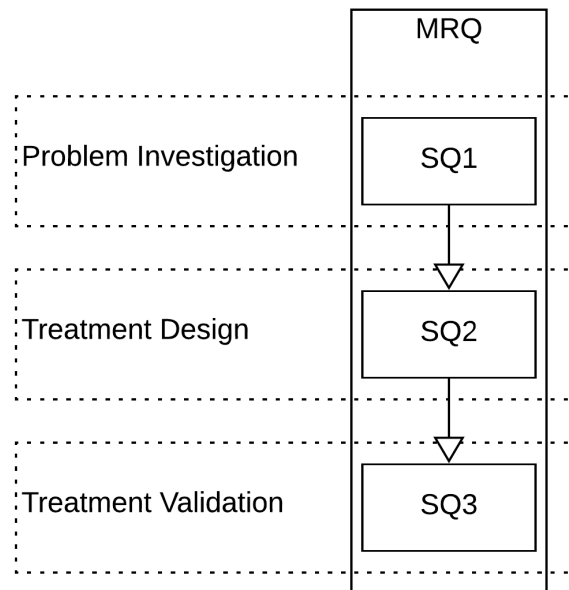 MRQ
Problem Investigation
SQ1
Treatment Design
SQ2
Treatment Validation
SQ3